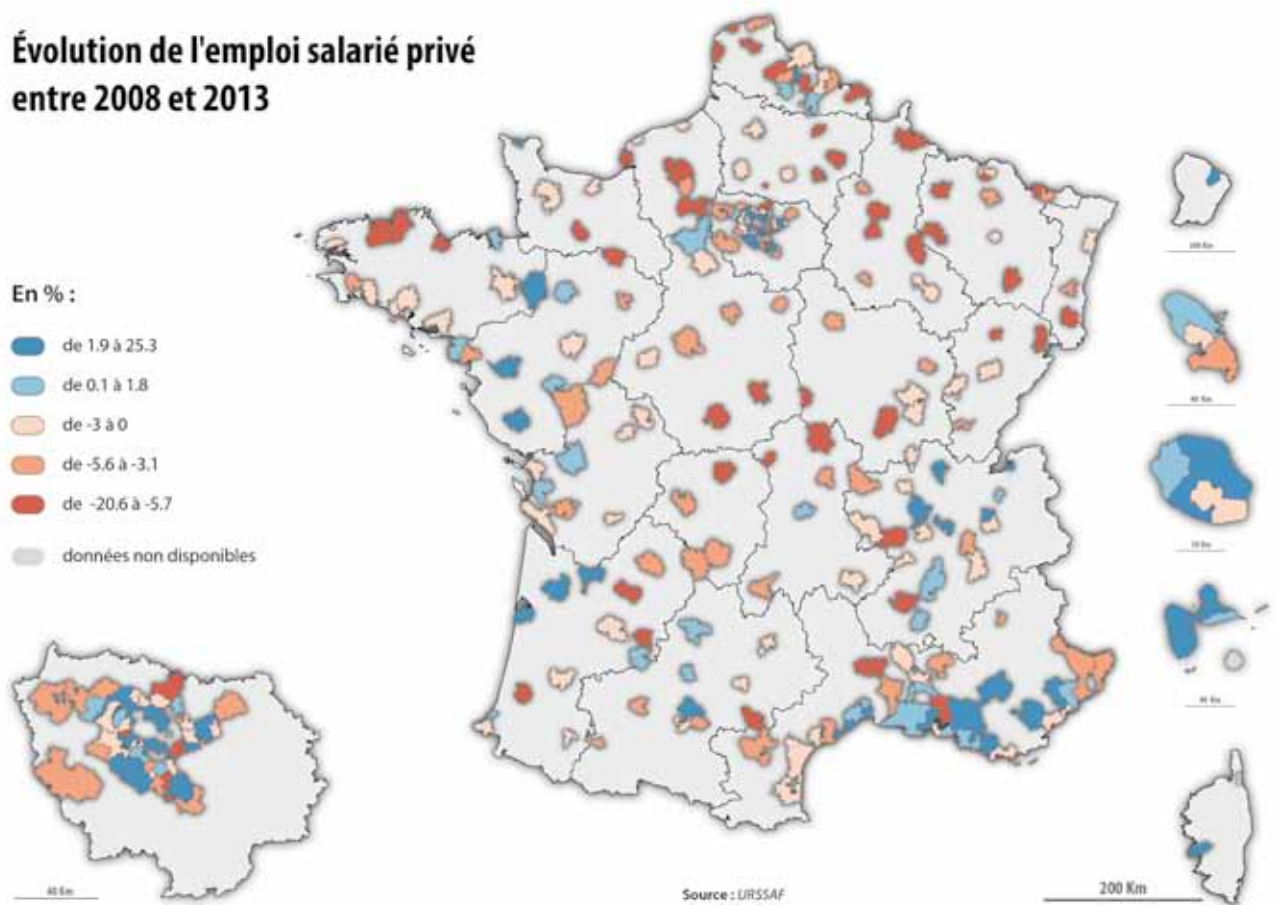 Évolution de l'emploi salarié privé
entre 2008 et 2013
En % :
de 1.9 à 25.3
de 0.1 à 1.8
de -3 à 0
de -5.6 à -3.1
de -20.6 à -5.7
données non disponibles
40 Km
Source : URSSAF
200 Km